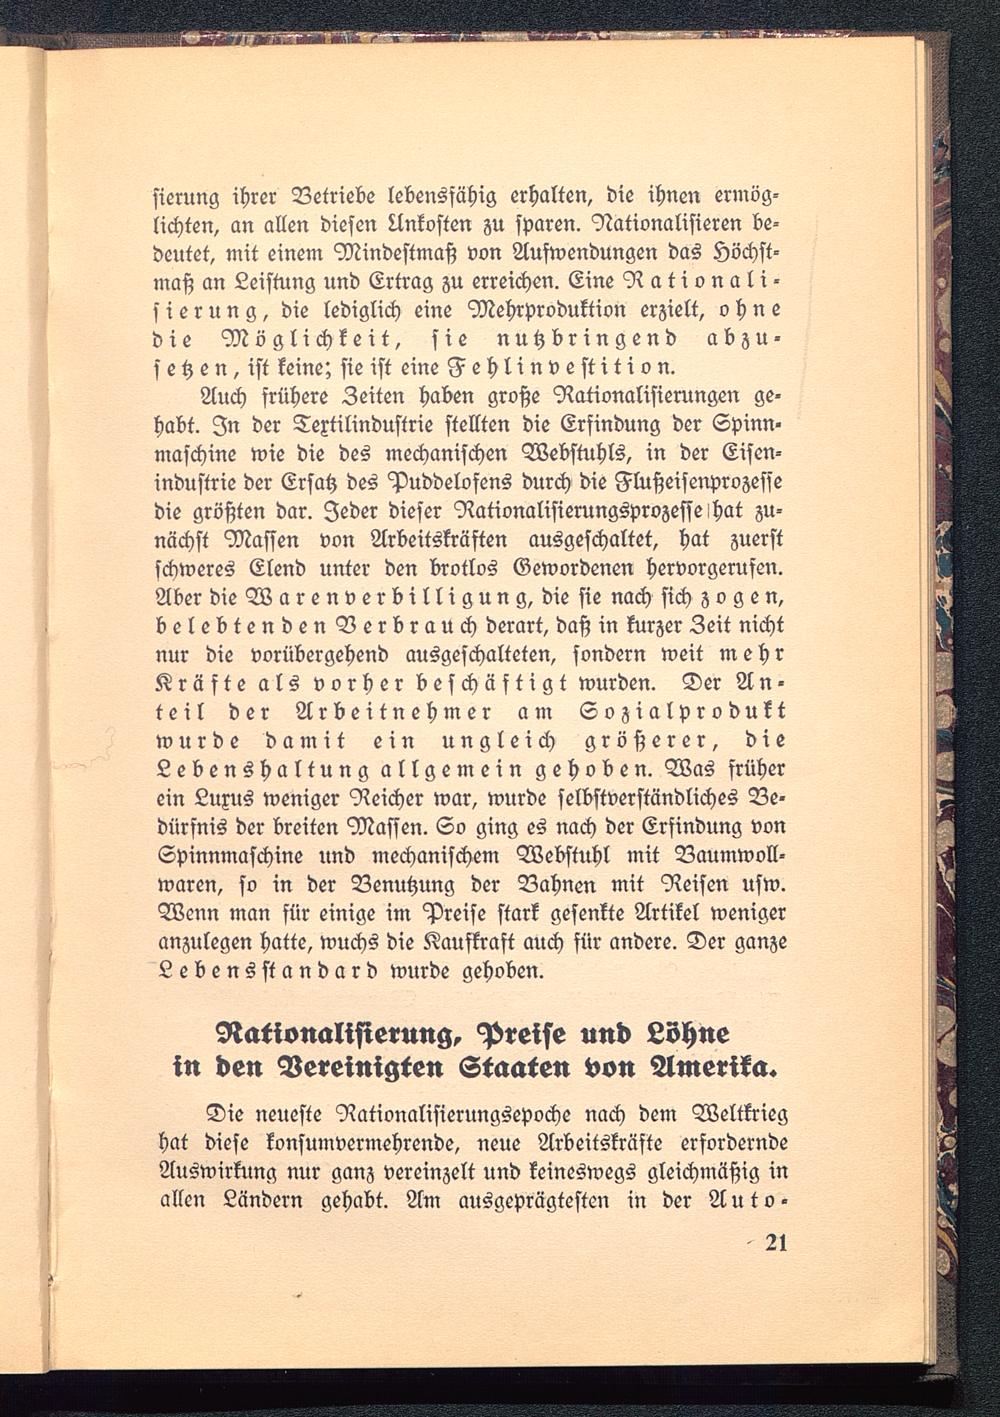 sierung ihrer Betriebe lebensfähig erhalten, die ihnen ermög-
lichten, an allen diesen Unkosten zu sparen. Rationalisieren be-
deutet, mit einem Mindestmaß von Aufwendungen das Höchst-
maß an Leistung und Ertrag zu erreichen. Eine Rationali-
sierung, die lediglich eine Mehrproduktion erzielt, ohne
die Möglichkeit, sie nutzbringend abzu-
setzen, ist keine; sie ist eine Fehlinvestition.
Auch frühere Zeiten haben große Rationalisierungen ge-
habt. In der Textilindustrie stellten die Erfindung der Spinn-
maschine wie die des mechanischen Webstuhls, in der Eisen-
industrie der Ersatz des Puddelofens durch die Flußeisenprozesse
die größten dar. Jeder dieser Rationalisierungsprozesse hat zu-
nächst Massen von Arbeitskräften ausgeschaltet, hat zuerst
schweres Elend unter den brotlos Gewordenen hervorgerufen.
Aber die Warenverbilligung, die sie nach sich zogen,
belebten den Verbrauch derart, daß in kurzer Zeit nicht
nur die vorübergehend ausgeschalteten, sondern weit mehr
Kräfte als vorher beschäftigt wurden. Der An-
teil der Arbeitnehmer am Sozialprodukt
wurde damit ein ungleich größerer, die
Lebenshaltung allgemein gehoben. Was früher
ein Luxus weniger Reicher war, wurde selbstverständliches Be-
dürfnis der breiten Massen. So ging es nach der Erfindung von
Spinnmaschine und mechanischem Webstuhl mit Baumwoll-
waren, so in der Benutzung der Bahnen mit Reisen usw.
Wenn man für einige im Preise stark gesenkte Artikel weniger
anzulegen hatte, wuchs die Kaufkraft auch für andere. Der ganze
Lebensstandard wurde gehoben.
Rationalisierung, Preise und Löhne
in den Vereinigten Staaten von Amerika.
Die neueste Rationalisierungsepoche nach dem Weltkrieg
hat diese konsumvermehrende, neue Arbeitskräfte erfordernde
Auswirkung nur ganz vereinzelt und keineswegs gleichmäßig in
allen Ländern gehabt. Am ausgeprägtesten in der Auto-
21